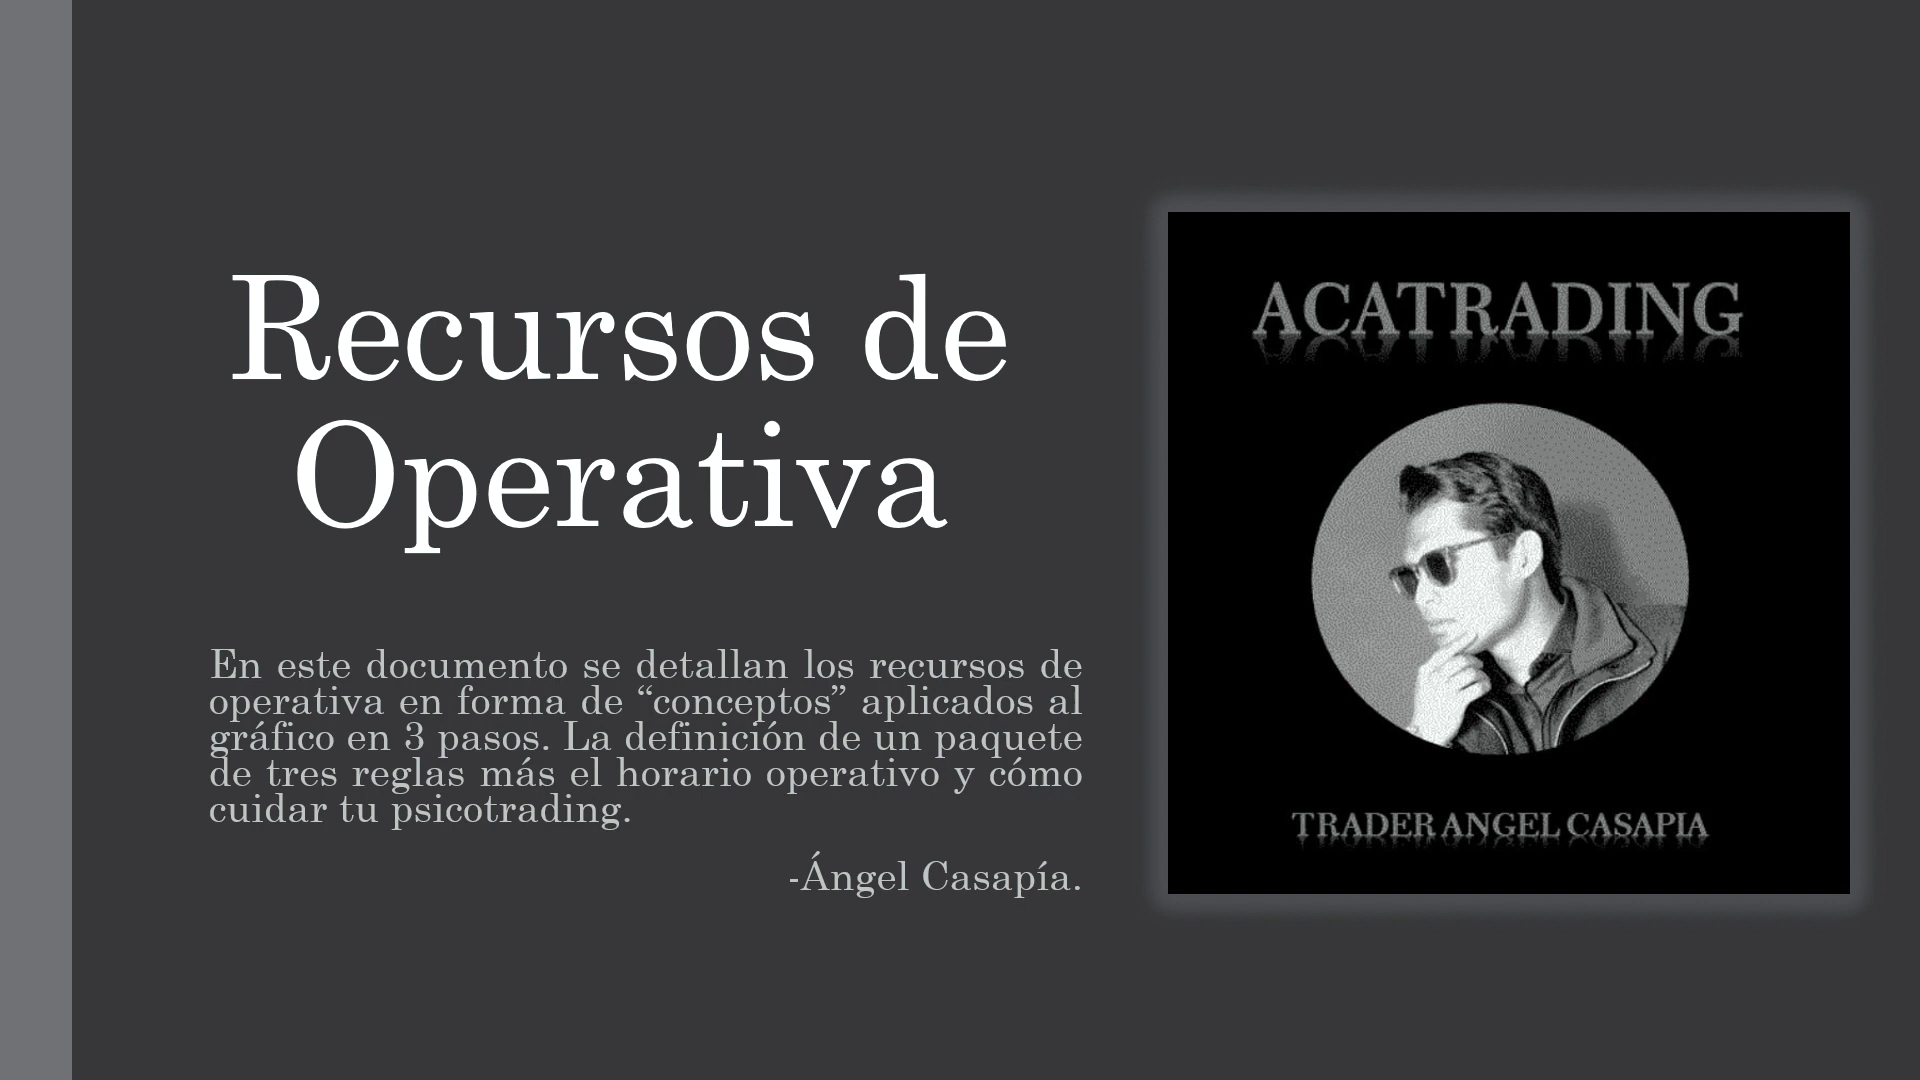 Recursos de
Operativa
En este documento se detallan los recursos de
operativa en forma de “conceptos” aplicados al
gráfico en 3 pasos. La definición de un paquete
de tres reglas más el horario operativo y cómo
cuidar tu psicotrading.
-Ángel Casapía.
ACATRADING
TRADER ANGEL CASAPIA